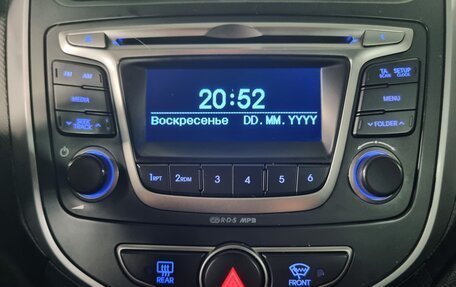 FM AM
TA SCAN SETUP CLOCK
MEDIA
MENU
20:52
Воскресенье DD.MM.YYYY
SEEK TRACK
FOLDER
1RPT 2RDM 3 4 5 6
R·D·S MP3
REAR
FRONT